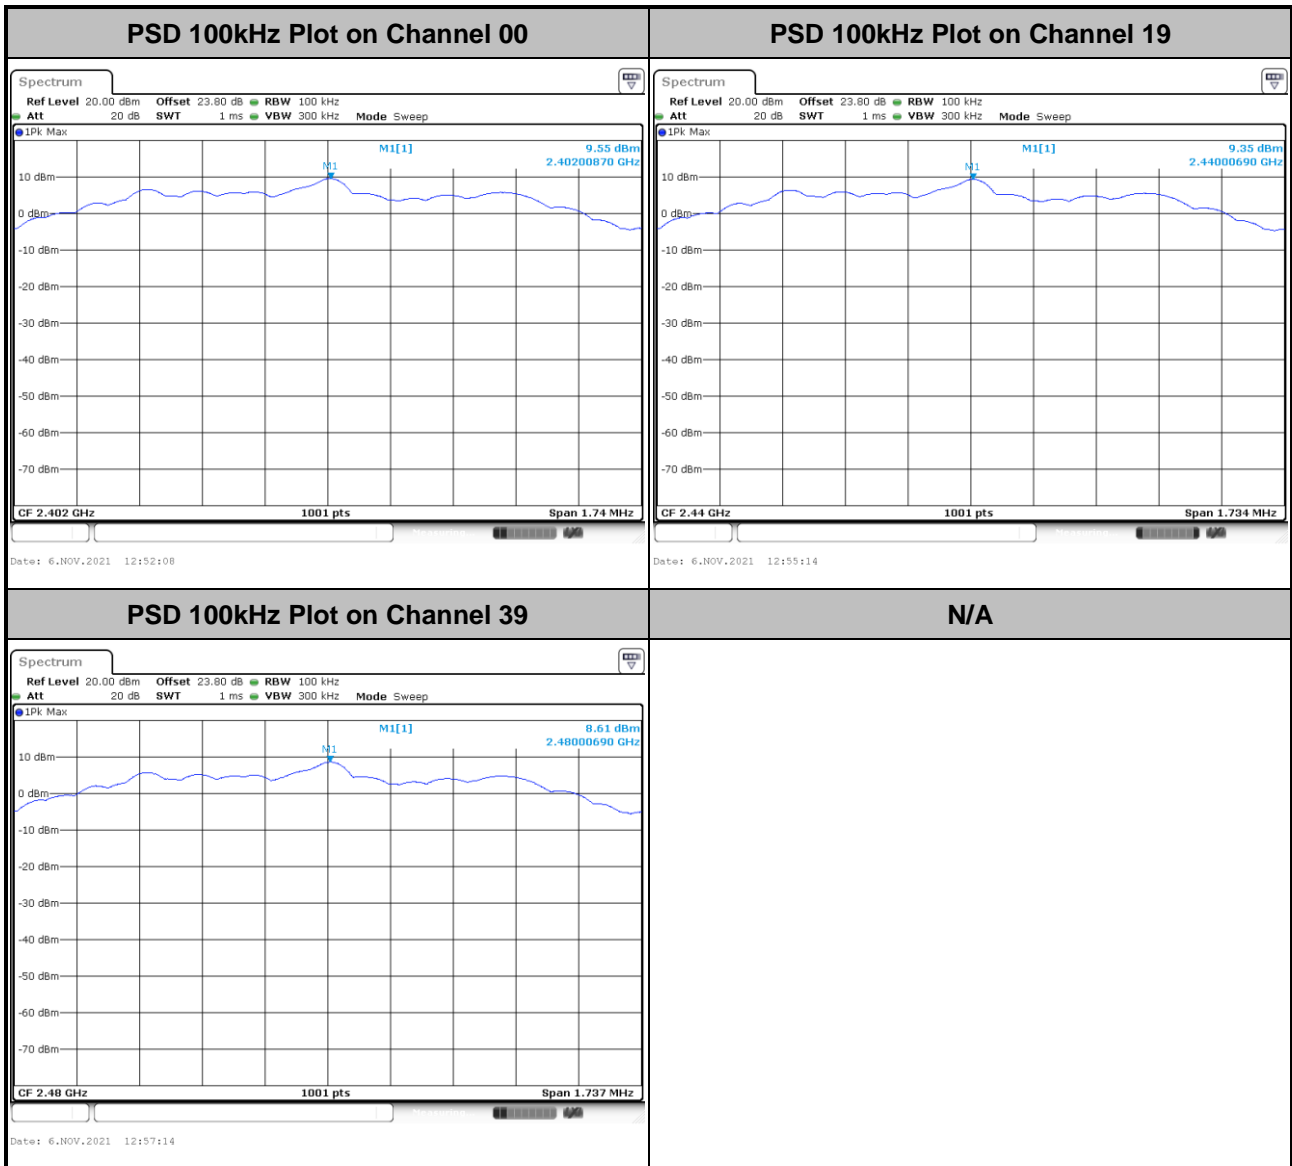 PSD 100kHz Plot on Channel 00
PSD 100kHz Plot on Channel 19
Spectrum
Ref Level 20.00 dBm Offset 23.80 dB RBW 100 kHz
Att 20 dB SWT 1 ms VBW 300 kHz Mode Sweep
1Pk Max
M1[1] 9.55 dBm
2.40200870 GHz
M1
10 dBm
0 dBm
-10 dBm
-20 dBm
-30 dBm
-40 dBm
-50 dBm
-60 dBm
-70 dBm
CF 2.402 GHz 1001 pts Span 1.74 MHz
Measuring
Date: 6.NOV.2021 12:52:08
Spectrum
Ref Level 20.00 dBm Offset 23.80 dB RBW 100 kHz
Att 20 dB SWT 1 ms VBW 300 kHz Mode Sweep
1Pk Max
M1[1] 9.35 dBm
2.44000690 GHz
M1
10 dBm
0 dBm
-10 dBm
-20 dBm
-30 dBm
-40 dBm
-50 dBm
-60 dBm
-70 dBm
CF 2.44 GHz 1001 pts Span 1.734 MHz
Measuring
Date: 6.NOV.2021 12:55:14
PSD 100kHz Plot on Channel 39
N/A
Spectrum
Ref Level 20.00 dBm Offset 23.80 dB RBW 100 kHz
Att 20 dB SWT 1 ms VBW 300 kHz Mode Sweep
1Pk Max
M1[1] 8.61 dBm
2.48000690 GHz
M1
10 dBm
0 dBm
-10 dBm
-20 dBm
-30 dBm
-40 dBm
-50 dBm
-60 dBm
-70 dBm
CF 2.48 GHz 1001 pts Span 1.737 MHz
Measuring
Date: 6.NOV.2021 12:57:14